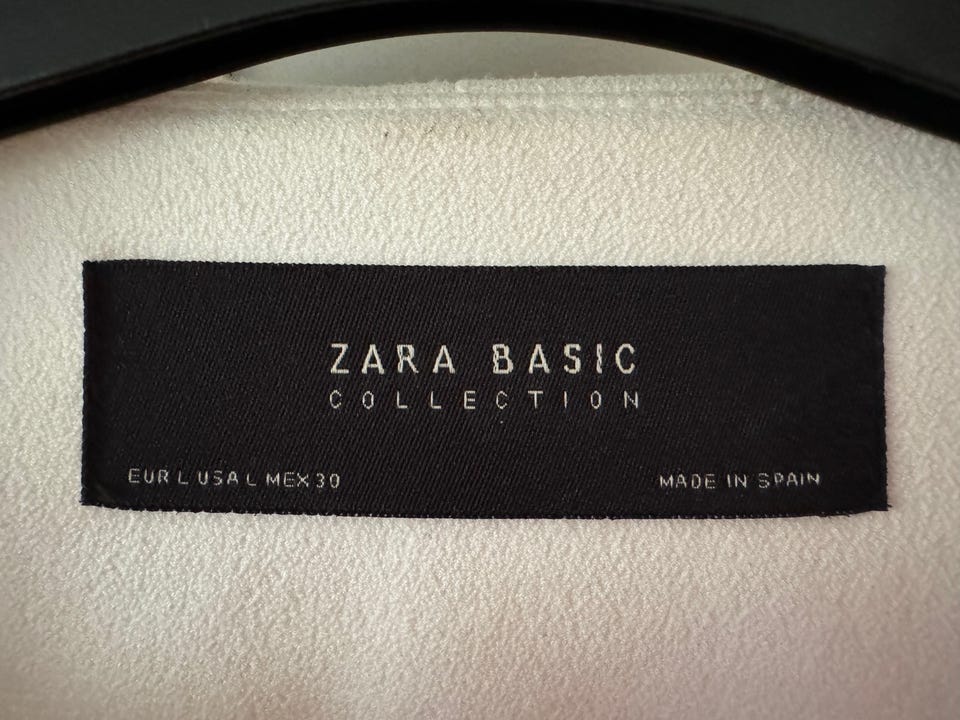 ZARA BASIC
COLLECTION
EUR L USA L MEX 30
MADE IN SPAIN